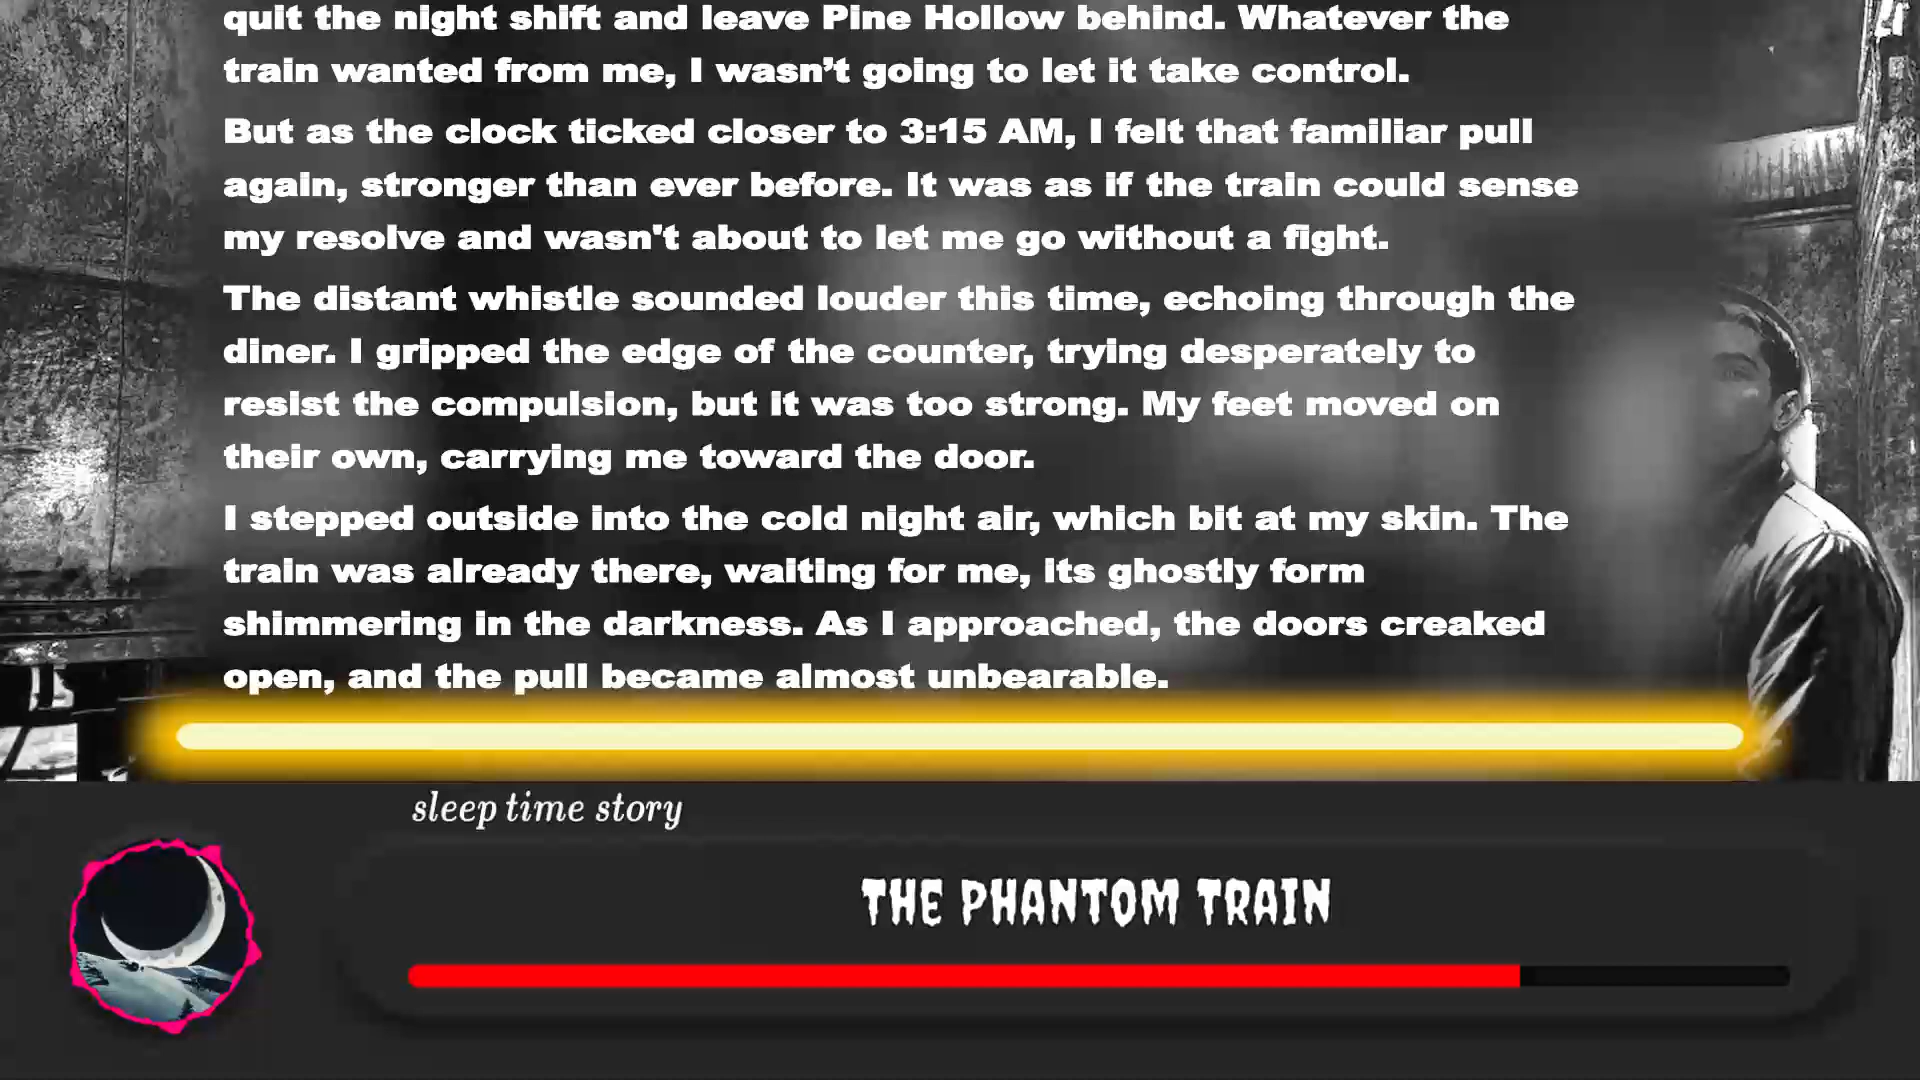 quit the night shift and leave Pine Hollow behind. Whatever the
train wanted from me, I wasn’t going to let it take control.
But as the clock ticked closer to 3:15 AM, I felt that familiar pull
again, stronger than ever before. It was as if the train could sense
my resolve and wasn't about to let me go without a fight.
The distant whistle sounded louder this time, echoing through the
diner. I gripped the edge of the counter, trying desperately to
resist the compulsion, but it was too strong. My feet moved on
their own, carrying me toward the door.
I stepped outside into the cold night air, which bit at my skin. The
train was already there, waiting for me, its ghostly form
shimmering in the darkness. As I approached, the doors creaked
open, and the pull became almost unbearable.
sleep time story
THE PHANTOM TRAIN